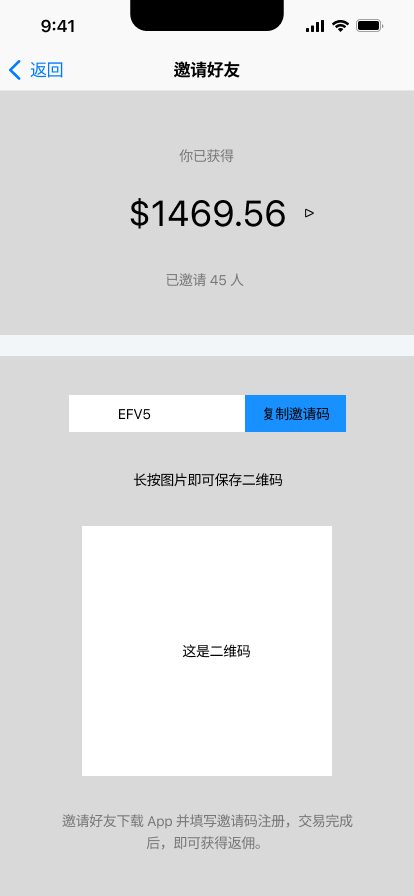 9:41
返回
邀请好友
你已获得
$1469.56
已邀请 45 人
EFV5
复制邀请码
长按图片即可保存二维码
这是二维码
邀请好友下载 App 并填写邀请码注册，交易完成
后，即可获得返佣。